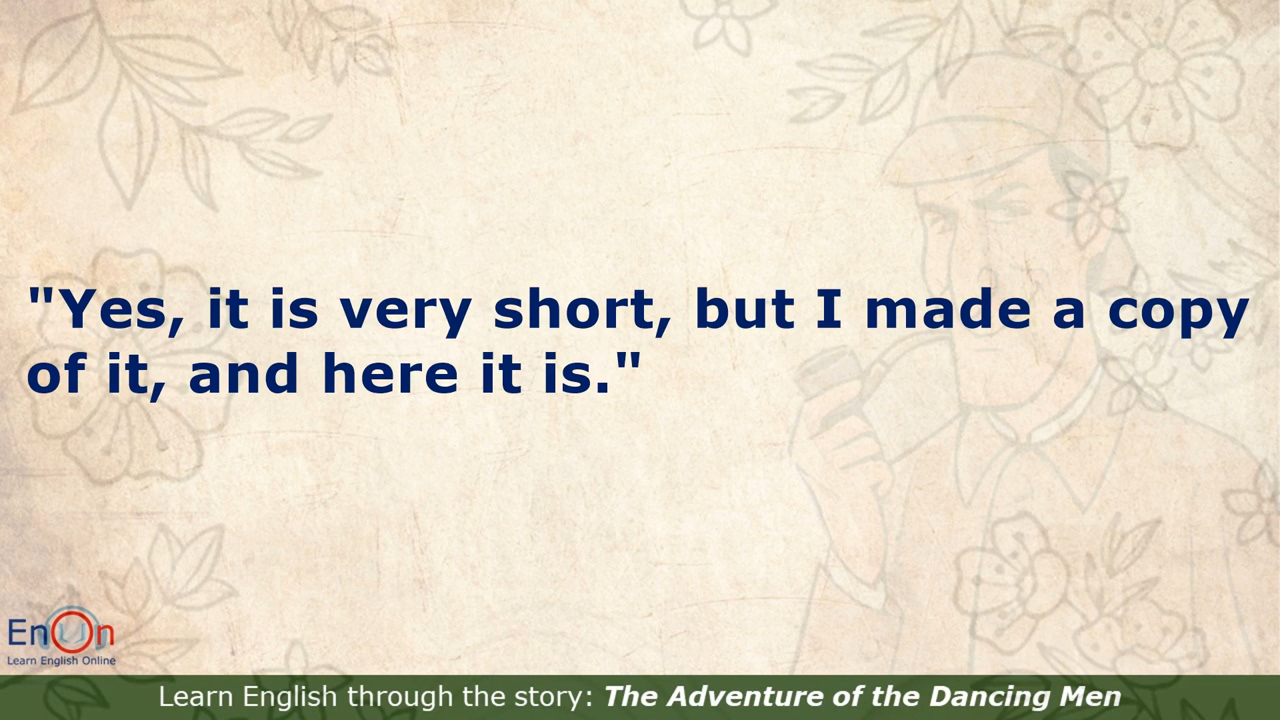 "Yes, it is very short, but I made a copy
of it, and here it is."
EnOn
Learn English Online
Learn English through the story: The Adventure of the Dancing Men